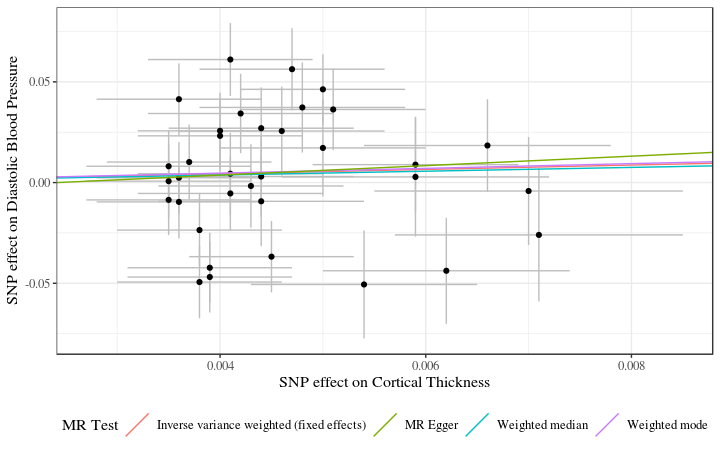 SNP effect on Diastolic Blood Pressure
0.05
0.00
-0.05
0.004
0.006
0.008
SNP effect on Cortical Thickness
MR Test
Inverse variance weighted (fixed effects)
MR Egger
Weighted median
Weighted mode